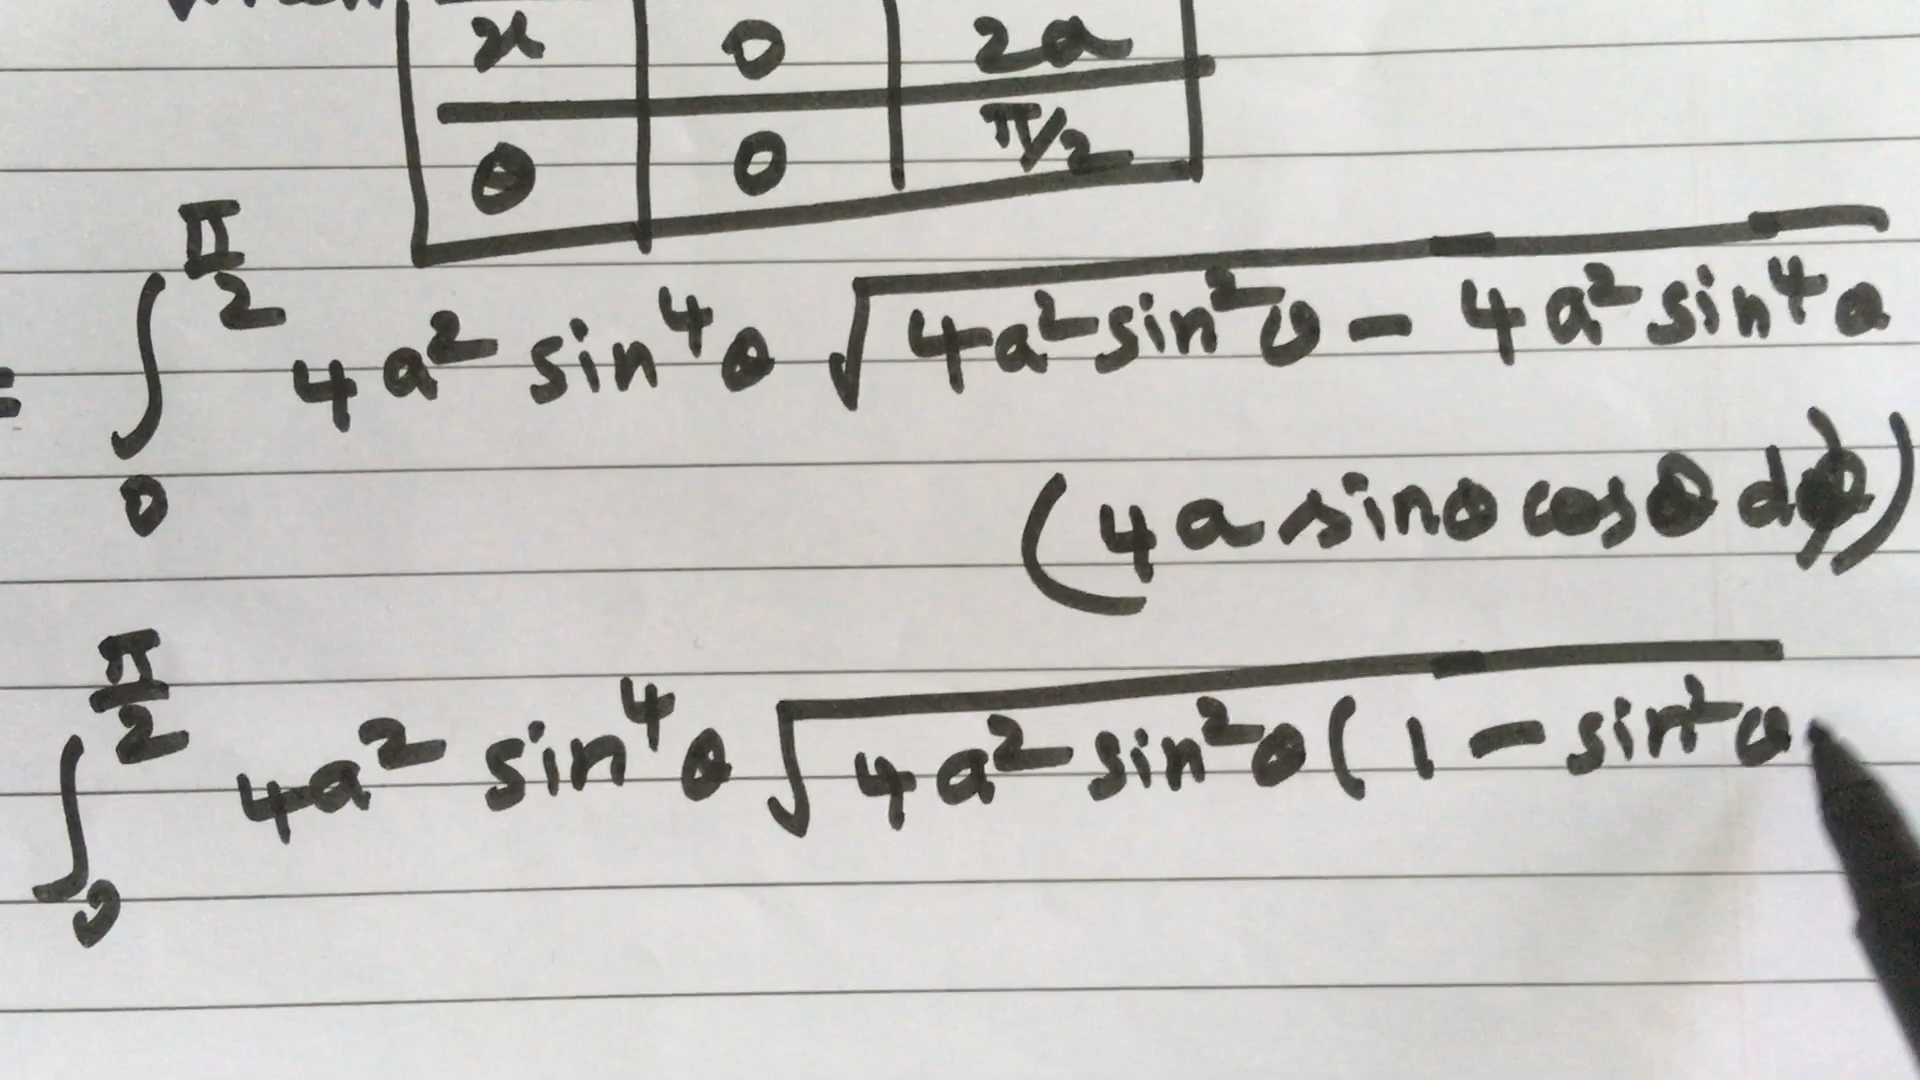 x 0 2a
θ 0 π/2
= ∫₀^(π/2) 4a² sin⁴θ √(4a² sin²θ − 4a² sin⁴θ
(4a sinθ cosθ dθ)
∫₀^(π/2) 4a² sin⁴θ √(4a² sin²θ (1 − sin²θ